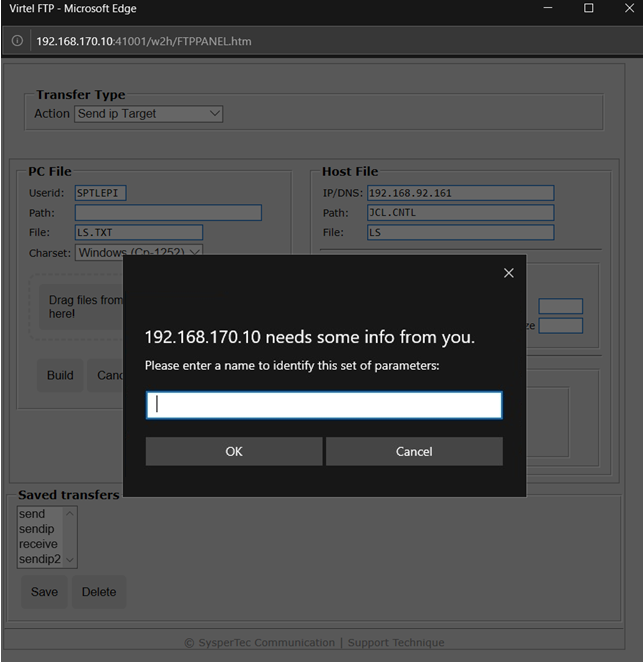 Virtel FTP - Microsoft Edge
192.168.170.10:41001/w2h/FTPPANEL.htm
Transfer Type
Action Send ip Target
PC File
Userid: SPTLEPI
Path:
File: LS.TXT
Charset: Windows (Cp-1252)
Drag files from
here!
Build Canc
Host File
IP/DNS: 192.168.92.161
Path: JCL.CNTL
File: LS
ze
192.168.170.10 needs some info from you.
Please enter a name to identify this set of parameters:
OK Cancel
Saved transfers
send
sendip
receive
sendip2
Save Delete
© SysperTec Communication | Support Technique